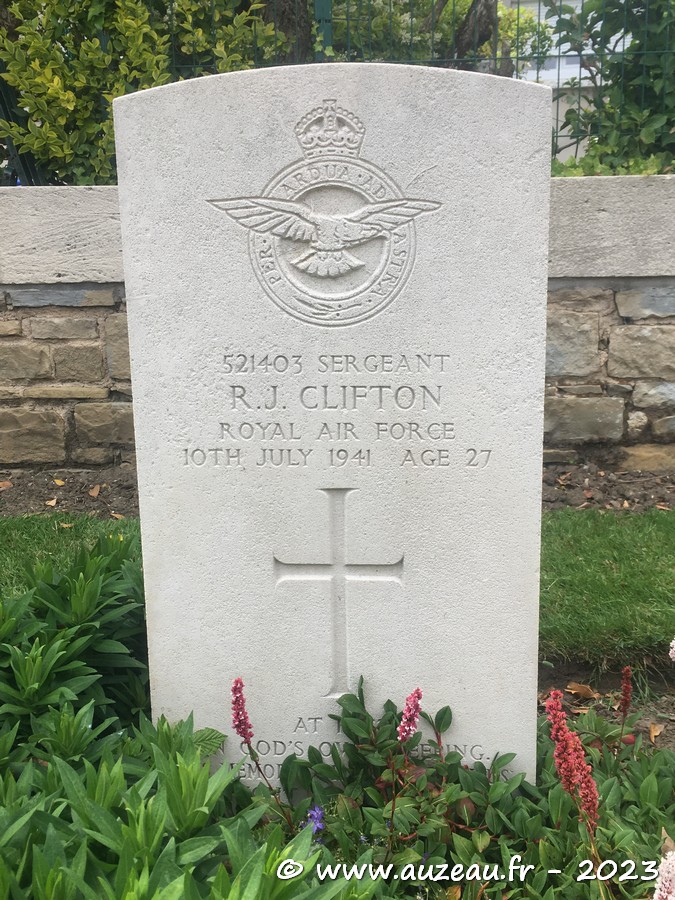 PER · ARDUA · AD ASTRA
521403 SERGEANT
R.J. CLIFTON
ROYAL AIR FORCE
10TH JULY 1941 AGE 27
AT
GOD'S
© www.auzeau.fr - 2023